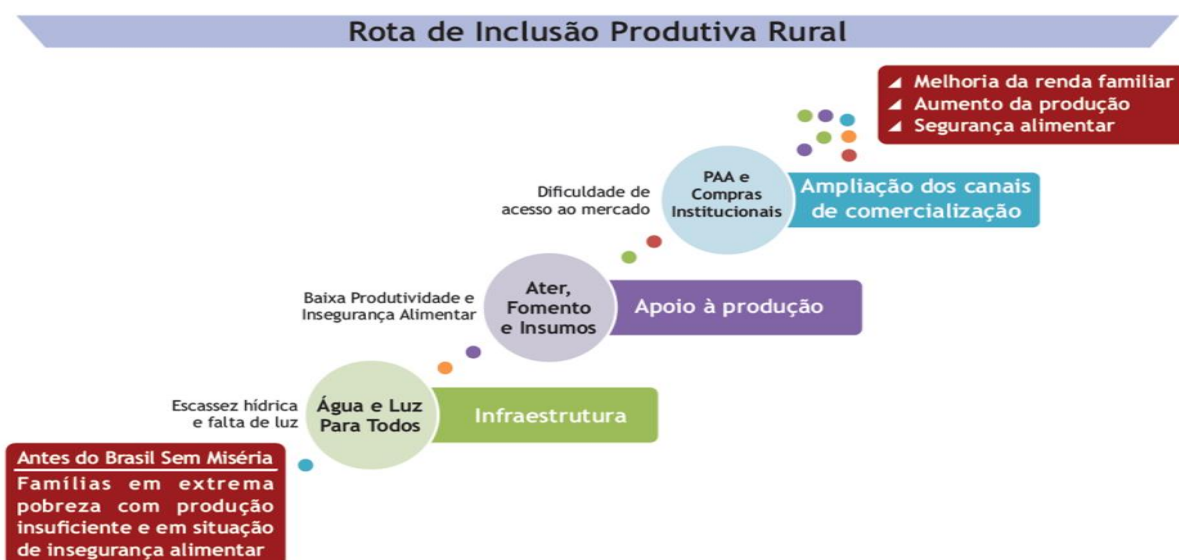 Rota de Inclusão Produtiva Rural
◢ Melhoria da renda familiar
◢ Aumento da produção
◢ Segurança alimentar
Dificuldade de
acesso ao mercado
PAA e
Compras
Institucionais
Ampliação dos canais
de comercialização
Baixa Produtividade e
Insegurança Alimentar
Ater,
Fomento
e Insumos
Apoio à produção
Escassez hídrica
e falta de luz
Água e Luz
Para Todos
Infraestrutura
Antes do Brasil Sem Miséria
Famílias em extrema
pobreza com produção
insuficiente e em situação
de insegurança alimentar